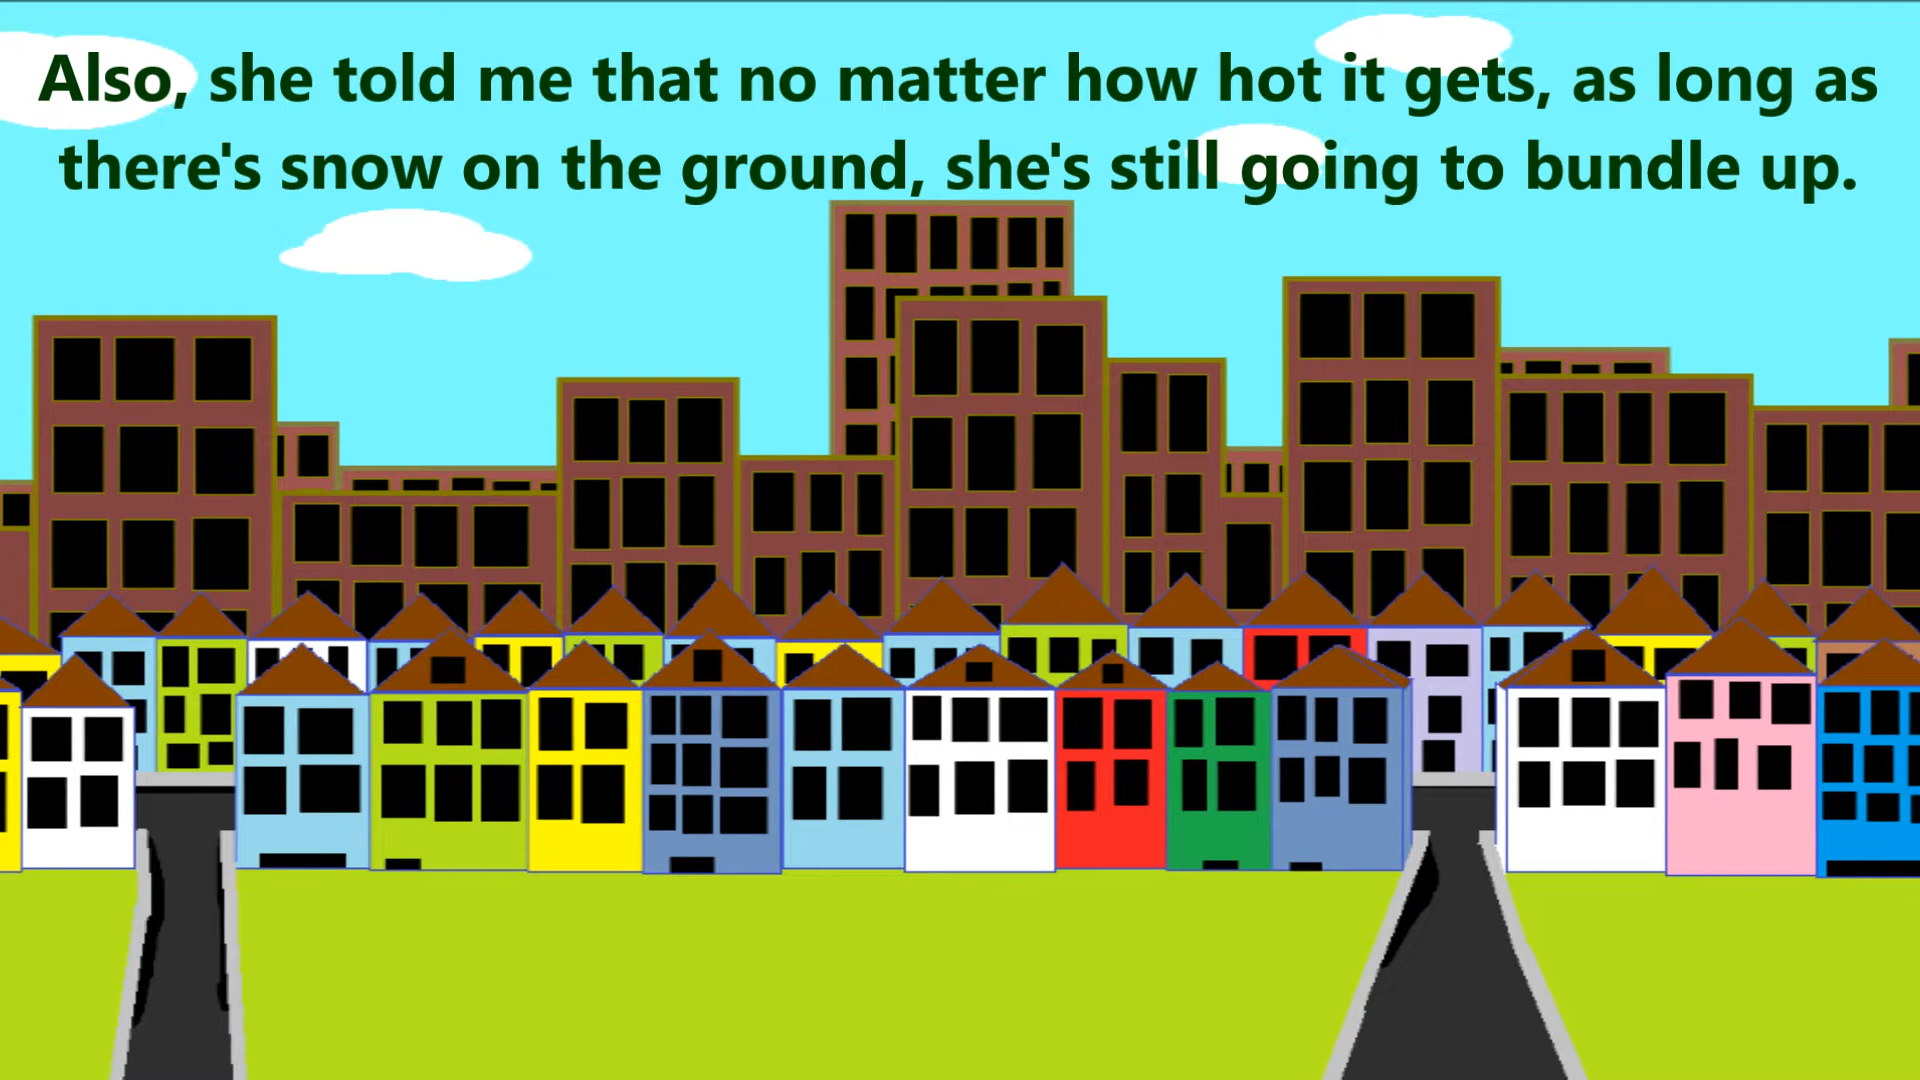 Also, she told me that no matter how hot it gets, as long as
there's snow on the ground, she's still going to bundle up.